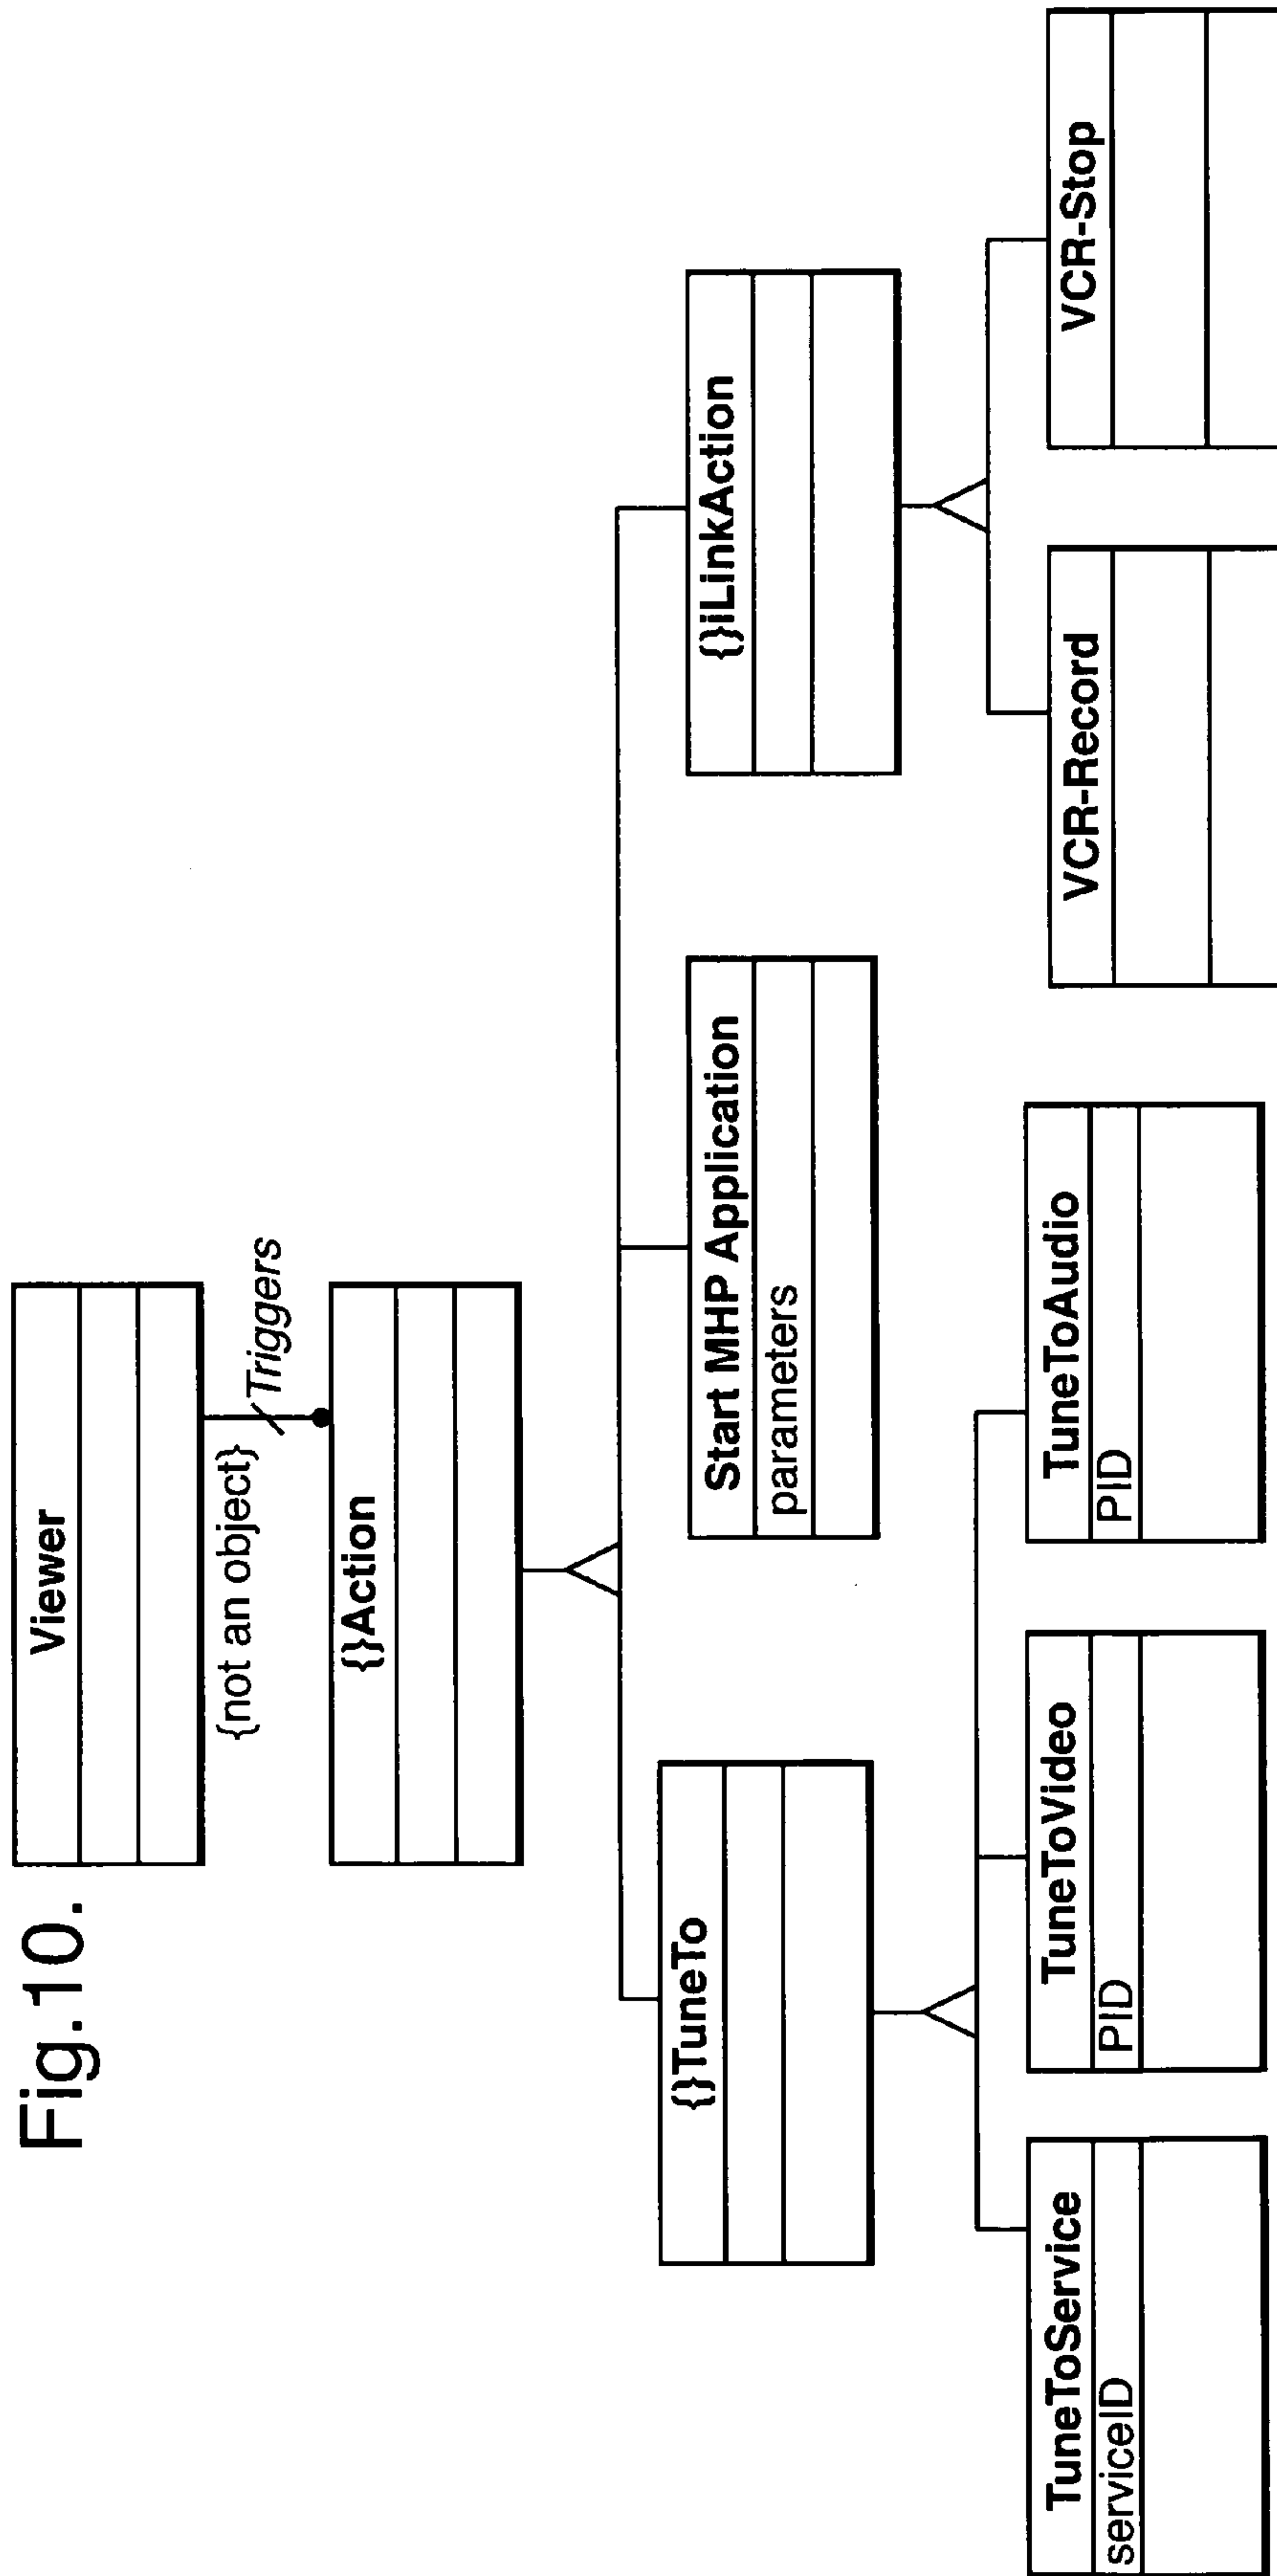 Fig.10.
Viewer
{not an object}
Triggers
{}Action
{}TuneTo
Start MHP Application
parameters
{}iLinkAction
TuneToService
serviceID
TuneToVideo
PID
TuneToAudio
PID
VCR-Record
VCR-Stop